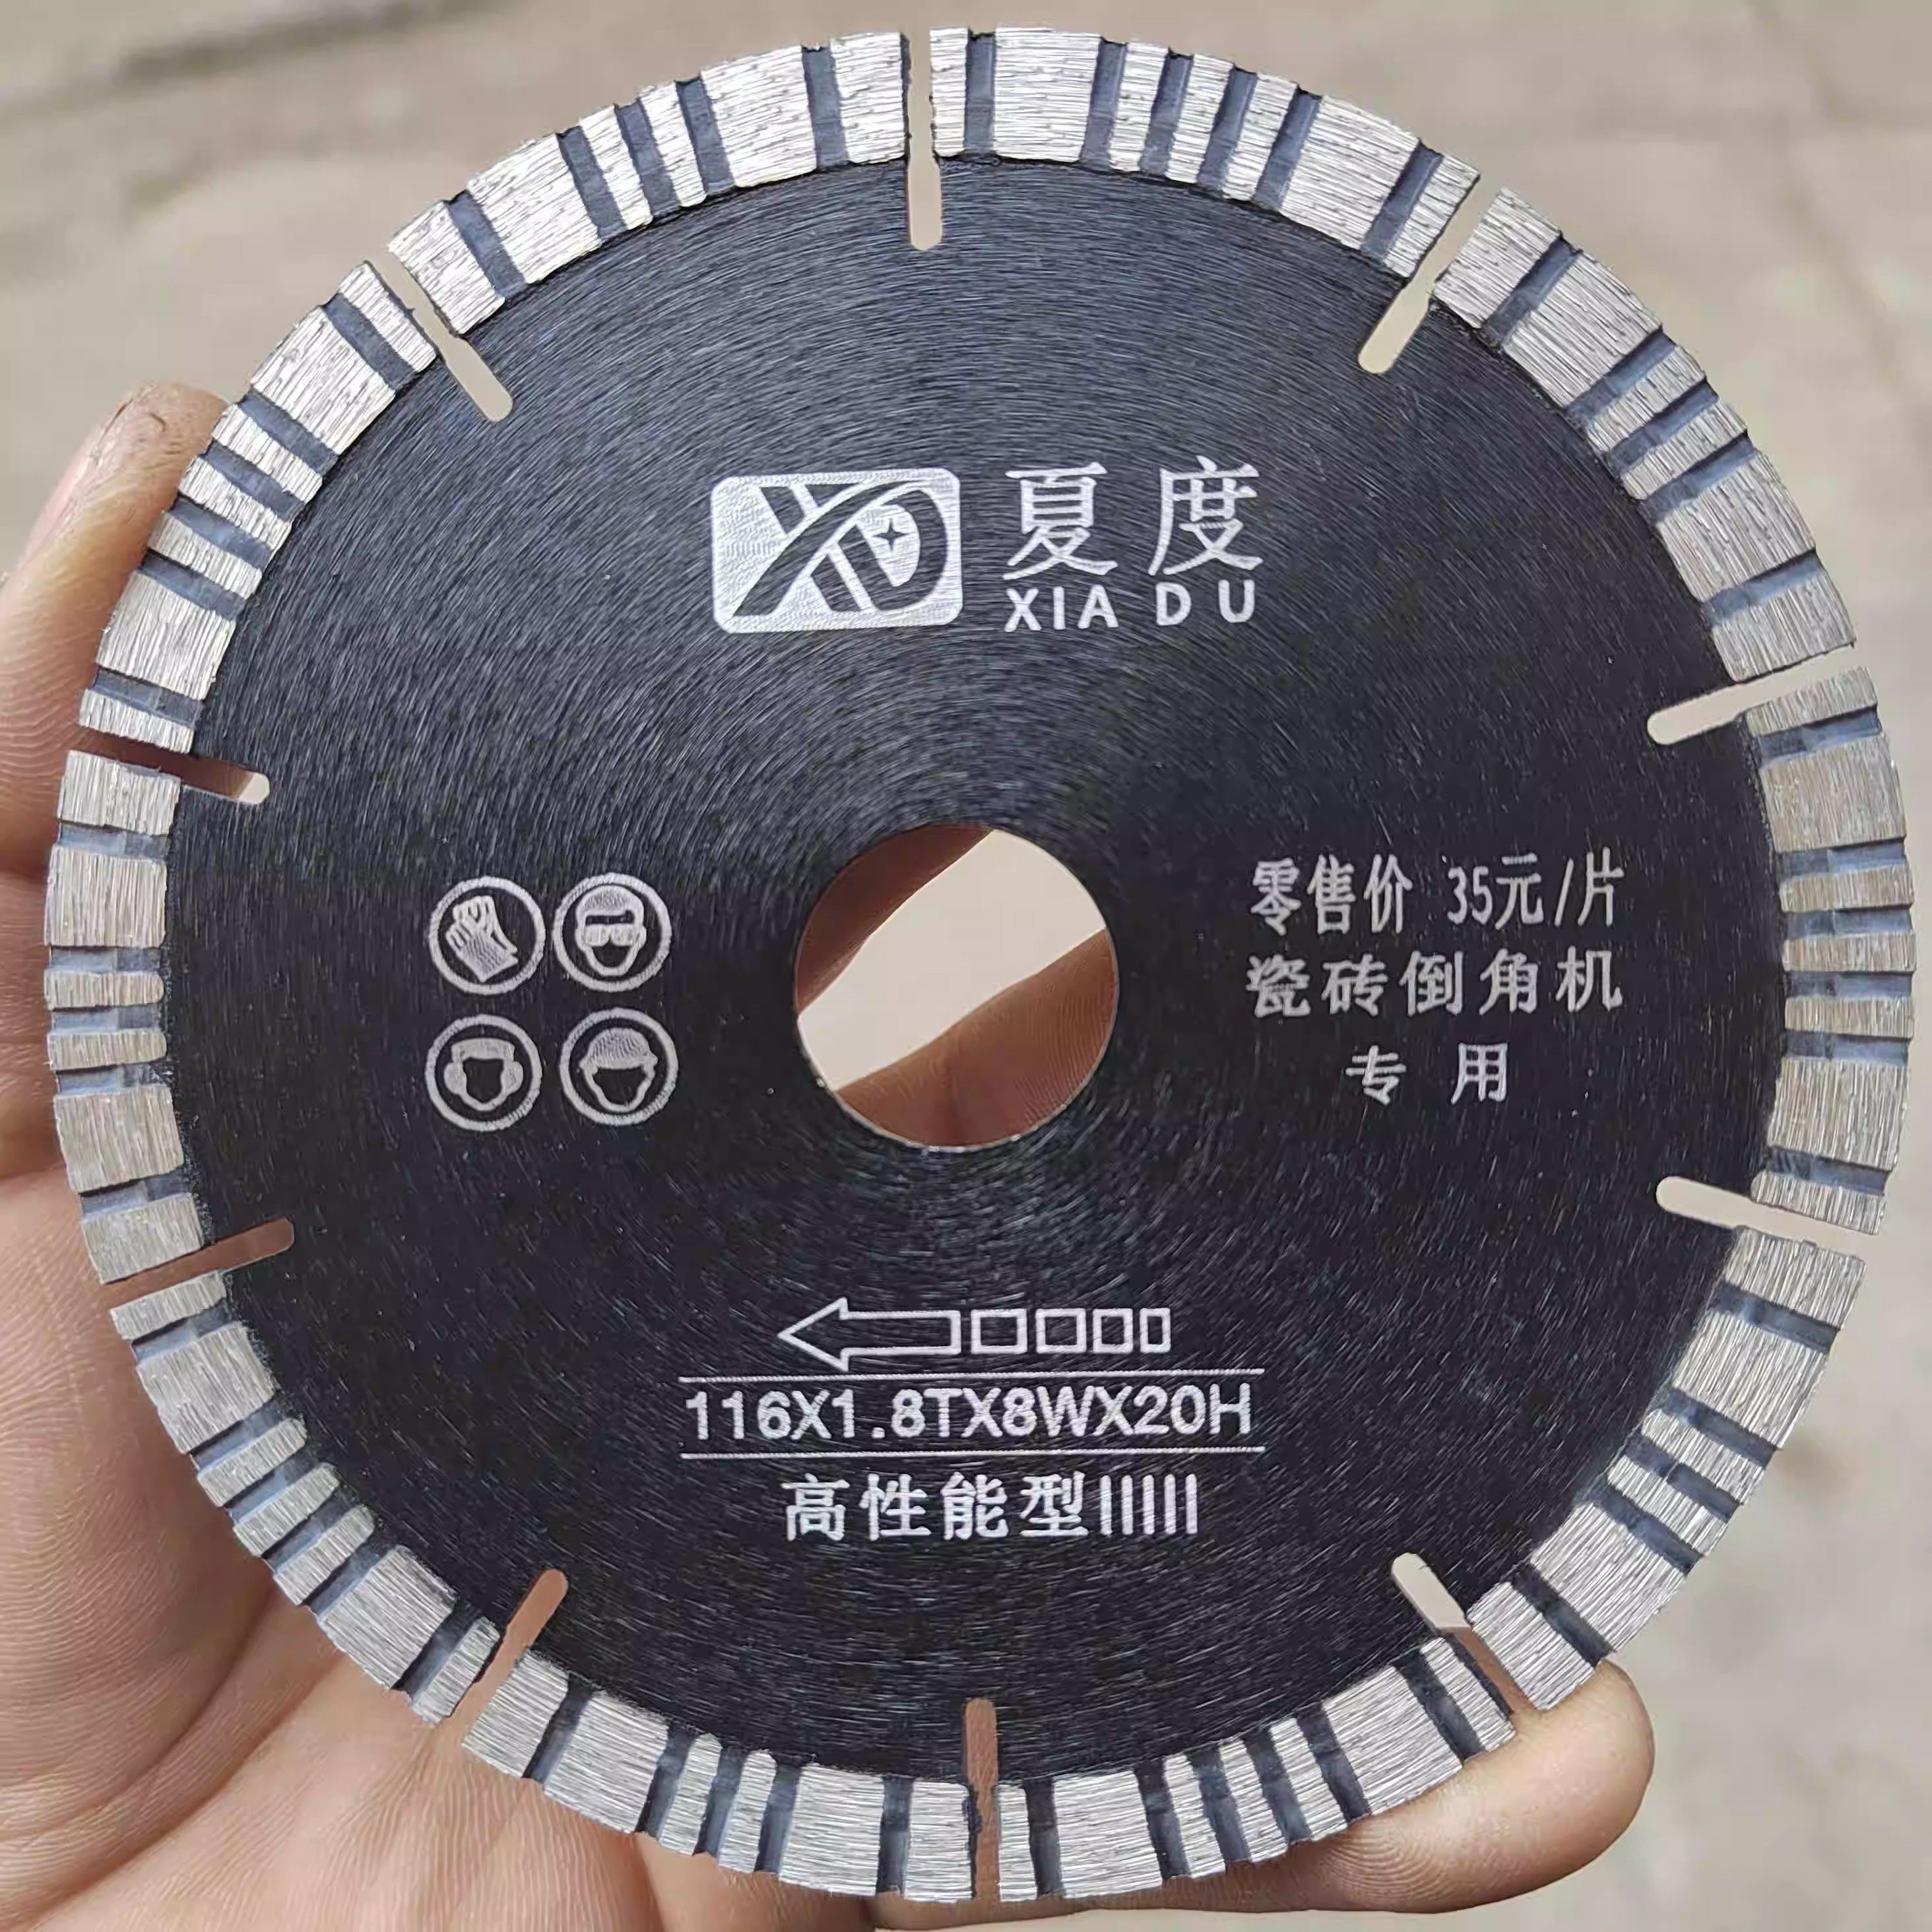 XD 夏度
XIA DU
零售价 35元/片
瓷砖倒角机
专用
116X1.8TX8WX20H
高性能型